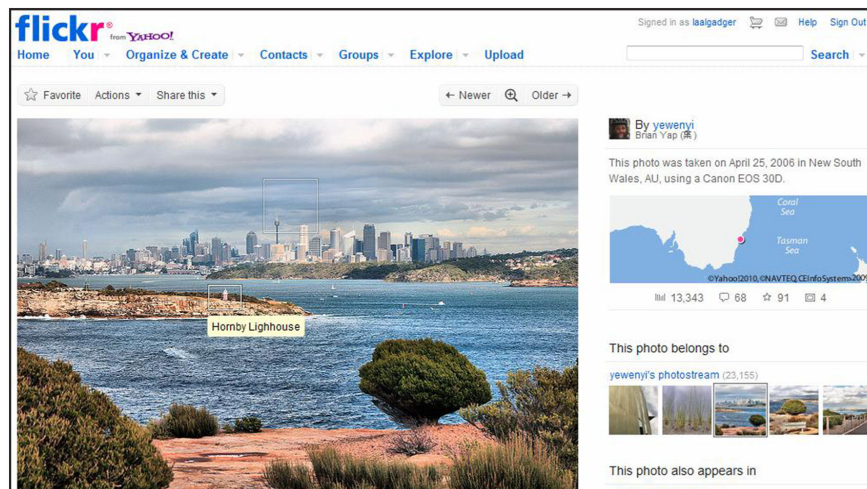 flickr® from YAHOO!
Signed in as laalgadger Help Sign Out
Home You Organize & Create Contacts Groups Explore Upload Search
Favorite Actions Share this ← Newer Older →
By yewenyi
Brian Yap (葉)
This photo was taken on April 25, 2006 in New South
Wales, AU, using a Canon EOS 30D.
Coral
Sea
Tasman
Sea
©Yahoo!2010, ©NAVTEQ, CEInfoSystems 2009
13,343 68 91 4
Hornby Lighhouse
This photo belongs to
yewenyi's photostream (23,155)
This photo also appears in